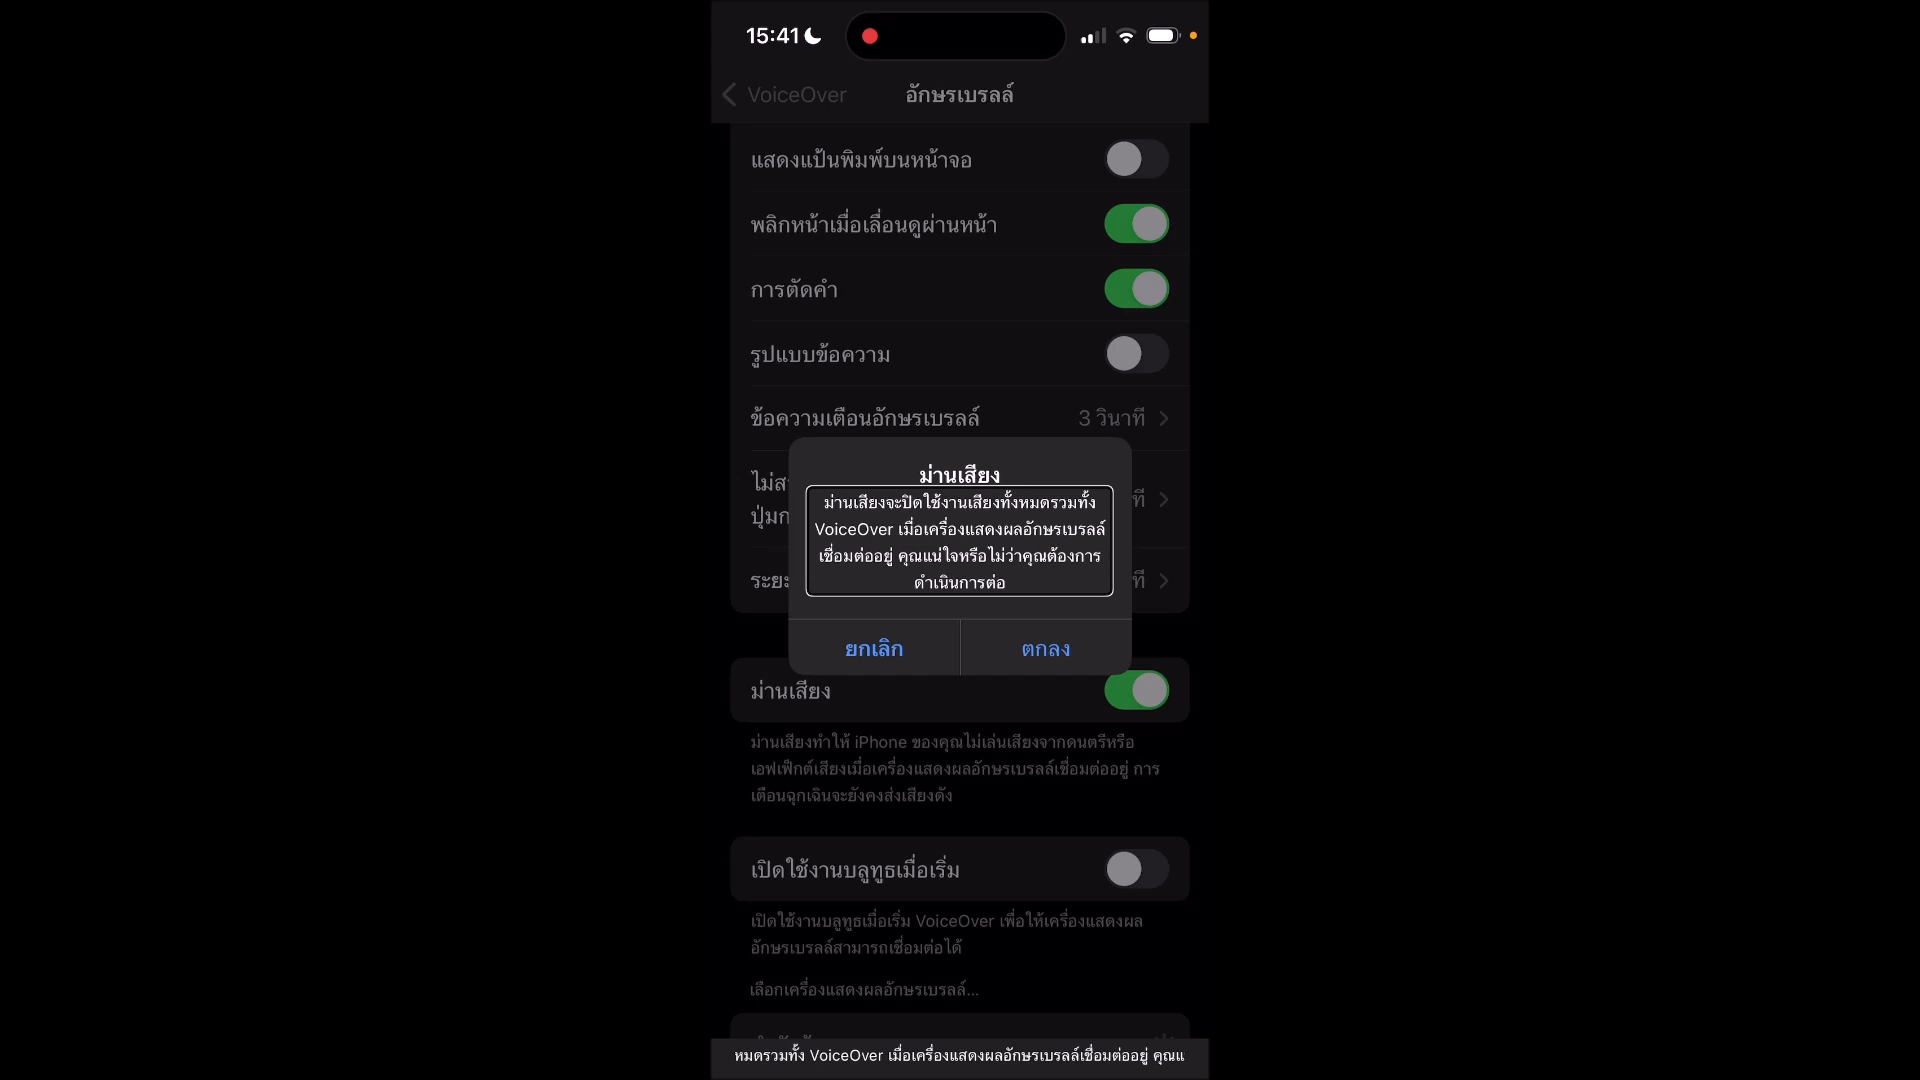 15:41
VoiceOver
อักษรเบรลล์
แสดงแป้นพิมพ์บนหน้าจอ
พลิกหน้าเมื่อเลื่อนดูผ่านหน้า
การตัดคำ
รูปแบบข้อความ
ข้อความเตือนอักษรเบรลล์ 3 วินาที
ม่านเสียง
ม่านเสียงจะปิดใช้งานเสียงทั้งหมดรวมทั้ง
VoiceOver เมื่อเครื่องแสดงผลอักษรเบรลล์
เชื่อมต่ออยู่ คุณแน่ใจหรือไม่ว่าคุณต้องการ
ดำเนินการต่อ
ยกเลิก ตกลง
ม่านเสียง
ม่านเสียงทำให้ iPhone ของคุณไม่เล่นเสียงจากดนตรีหรือ
เอฟเฟ็กต์เสียงเมื่อเครื่องแสดงผลอักษรเบรลล์เชื่อมต่ออยู่ การ
เตือนฉุกเฉินจะยังคงส่งเสียงดัง
เปิดใช้งานบลูทูธเมื่อเริ่ม
เปิดใช้งานบลูทูธเมื่อเริ่ม VoiceOver เพื่อให้เครื่องแสดงผล
อักษรเบรลล์สามารถเชื่อมต่อได้
เลือกเครื่องแสดงผลอักษรเบรลล์...
หมดรวมทั้ง VoiceOver เมื่อเครื่องแสดงผลอักษรเบรลล์เชื่อมต่ออยู่ คุณแ